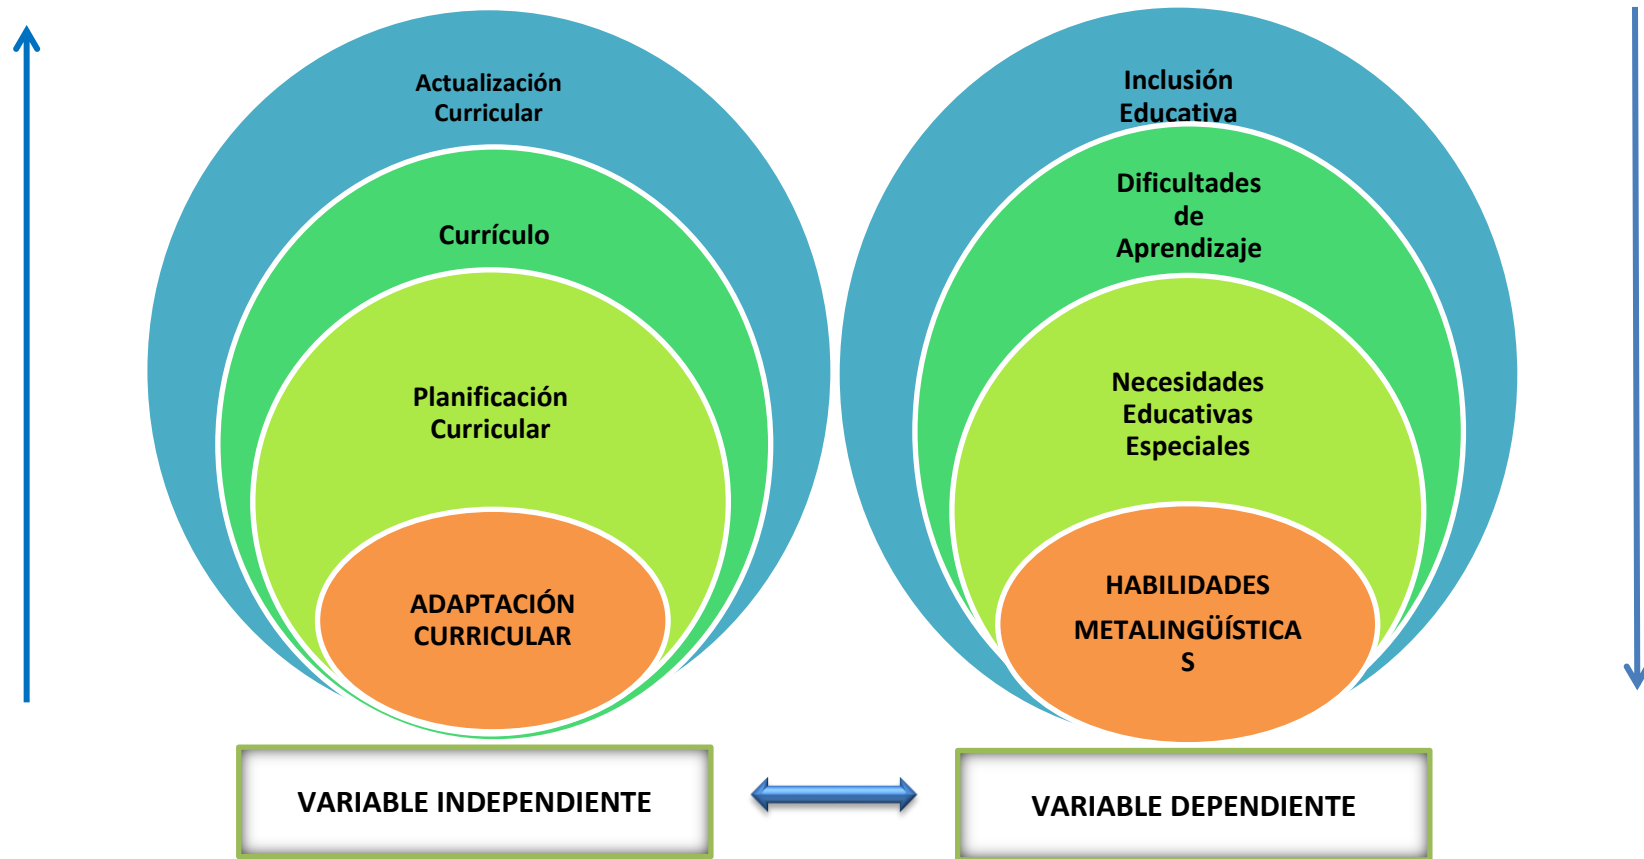 Actualización
Curricular
Currículo
Planificación
Curricular
ADAPTACIÓN
CURRICULAR
VARIABLE INDEPENDIENTE
Inclusión
Educativa
Dificultades
de
Aprendizaje
Necesidades
Educativas
Especiales
HABILIDADES
METALINGÜÍSTICA
S
VARIABLE DEPENDIENTE